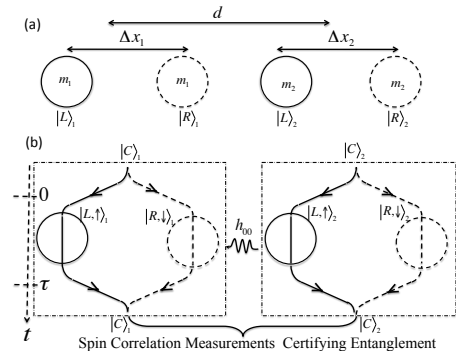 (a)
d
Δx₁ Δx₂
m₁ m₁ m₂ m₂
|L⟩₁ |R⟩₁ |L⟩₂ |R⟩₂
(b)
|C⟩₁ |C⟩₂
0
|L,↑⟩₁ |R,↓⟩₁ h₀₀ |L,↑⟩₂ |R,↓⟩₂
τ
t
|C⟩₁ |C⟩₂
Spin Correlation Measurements Certifying Entanglement